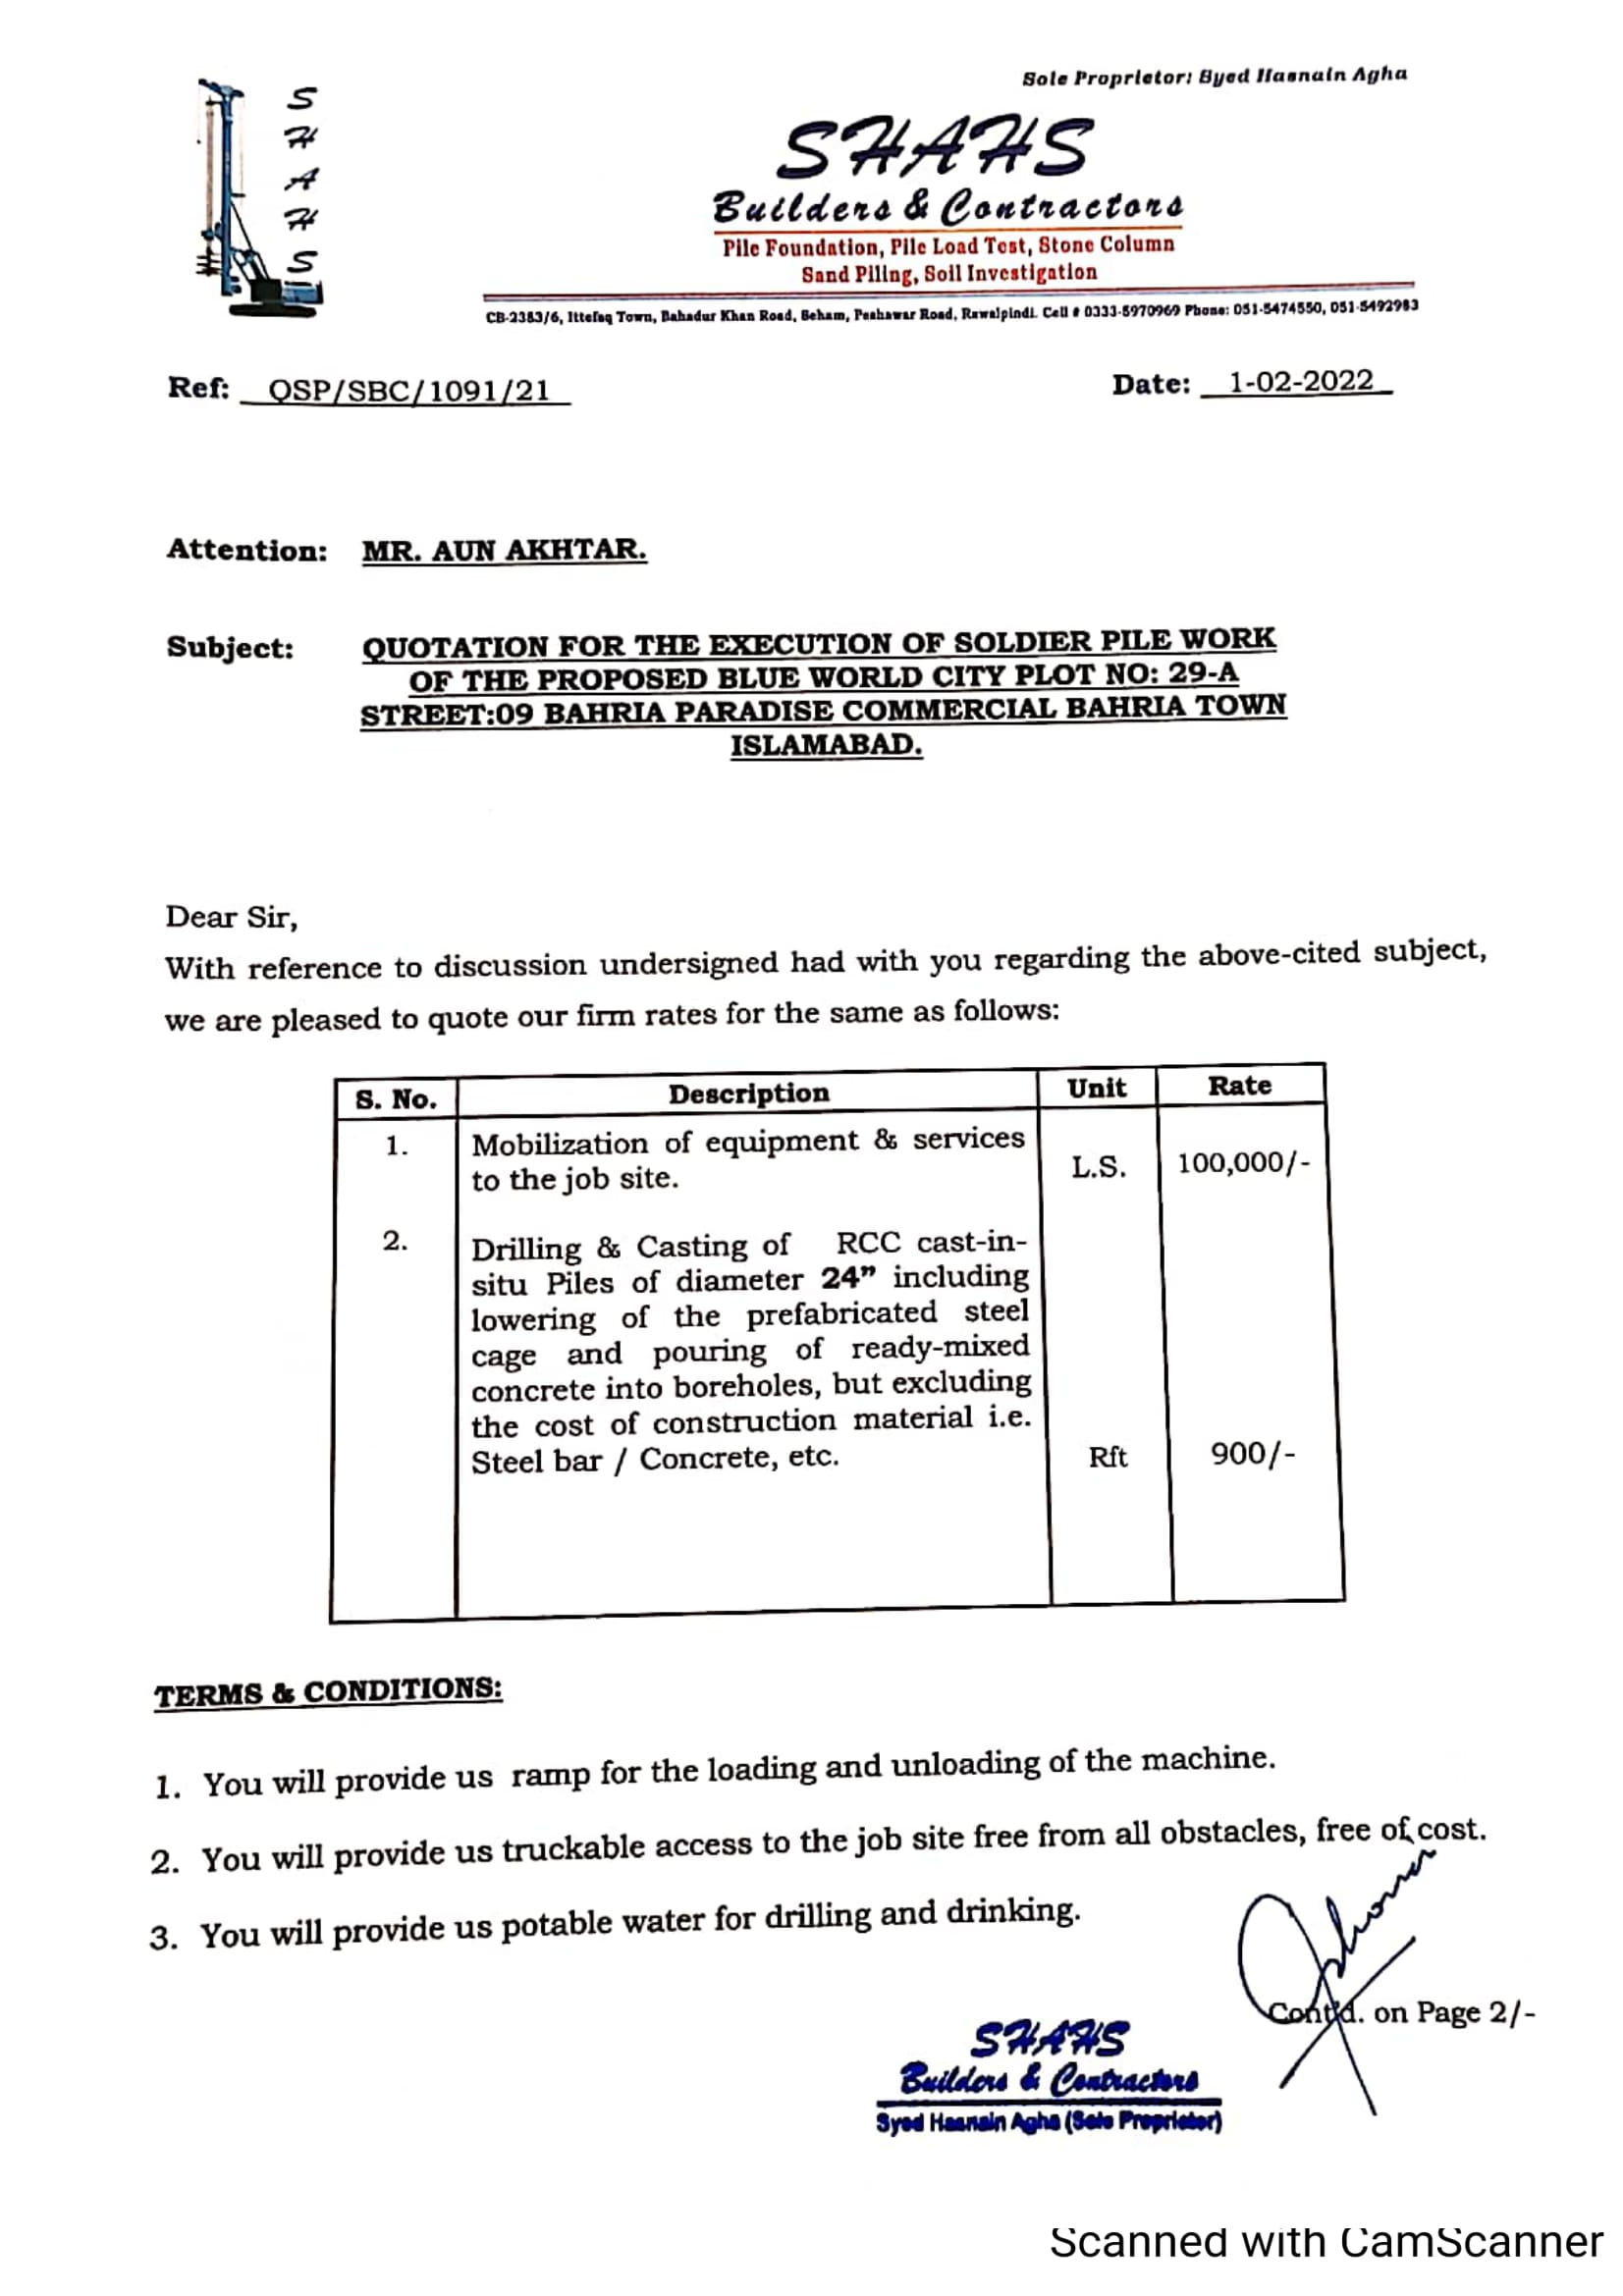 Sole Proprietor: Syed Hasnain Agha
S
H
A
H
S
SHAHS
Builders & Contractors
Pile Foundation, Pile Load Test, Stone Column
Sand Piling, Soil Investigation
CB-2383/6, Ittefaq Town, Bahadur Khan Road, Seham, Peshawar Road, Rawalpindi. Cell # 0333-5970969 Phone: 051-5474550, 051-5492983
Ref: QSP/SBC/1091/21
Date: 1-02-2022
Attention: MR. AUN AKHTAR.
Subject: QUOTATION FOR THE EXECUTION OF SOLDIER PILE WORK
OF THE PROPOSED BLUE WORLD CITY PLOT NO: 29-A
STREET:09 BAHRIA PARADISE COMMERCIAL BAHRIA TOWN
ISLAMABAD.
Dear Sir,
With reference to discussion undersigned had with you regarding the above-cited subject,
we are pleased to quote our firm rates for the same as follows:
S. No. Description Unit Rate
1. Mobilization of equipment & services
to the job site. L.S. 100,000/-
2. Drilling & Casting of RCC cast-in-
situ Piles of diameter 24" including
lowering of the prefabricated steel
cage and pouring of ready-mixed
concrete into boreholes, but excluding
the cost of construction material i.e.
Steel bar / Concrete, etc. Rft 900/-
TERMS & CONDITIONS:
1. You will provide us ramp for the loading and unloading of the machine.
2. You will provide us truckable access to the job site free from all obstacles, free of cost.
3. You will provide us potable water for drilling and drinking.
Cont'd. on Page 2/-
SHAHS
Builders & Contractors
Syed Hasnain Agha (Sole Proprietor)
Scanned with CamScanner